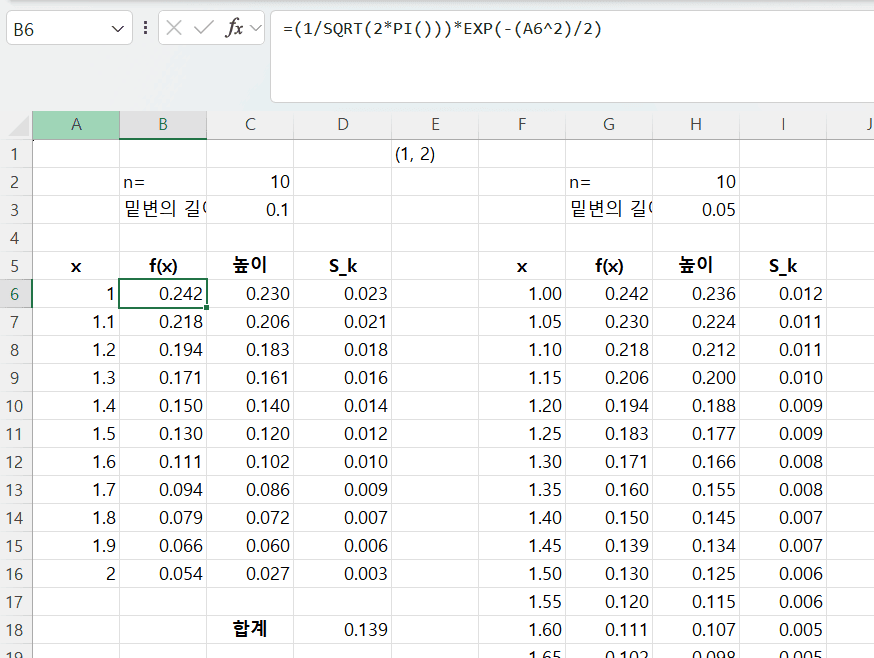 B6 fx =(1/SQRT(2*PI()))*EXP(-(A6^2)/2)
A B C D E F G H I J
1 (1, 2)
2 n= 10 n= 10
3 밑변의 0.1 밑변의 0.05
4
5 x f(x) 높이 S_k x f(x) 높이 S_k
6 1 0.242 0.230 0.023 1.00 0.242 0.236 0.012
7 1.1 0.218 0.206 0.021 1.05 0.230 0.224 0.011
8 1.2 0.194 0.183 0.018 1.10 0.218 0.212 0.011
9 1.3 0.171 0.161 0.016 1.15 0.206 0.200 0.010
10 1.4 0.150 0.140 0.014 1.20 0.194 0.188 0.009
11 1.5 0.130 0.120 0.012 1.25 0.183 0.177 0.009
12 1.6 0.111 0.102 0.010 1.30 0.171 0.166 0.008
13 1.7 0.094 0.086 0.009 1.35 0.160 0.155 0.008
14 1.8 0.079 0.072 0.007 1.40 0.150 0.145 0.007
15 1.9 0.066 0.060 0.006 1.45 0.139 0.134 0.007
16 2 0.054 0.027 0.003 1.50 0.130 0.125 0.006
17 1.55 0.120 0.115 0.006
18 합계 0.139 1.60 0.111 0.107 0.005
19 1.65 0.102 0.098 0.005